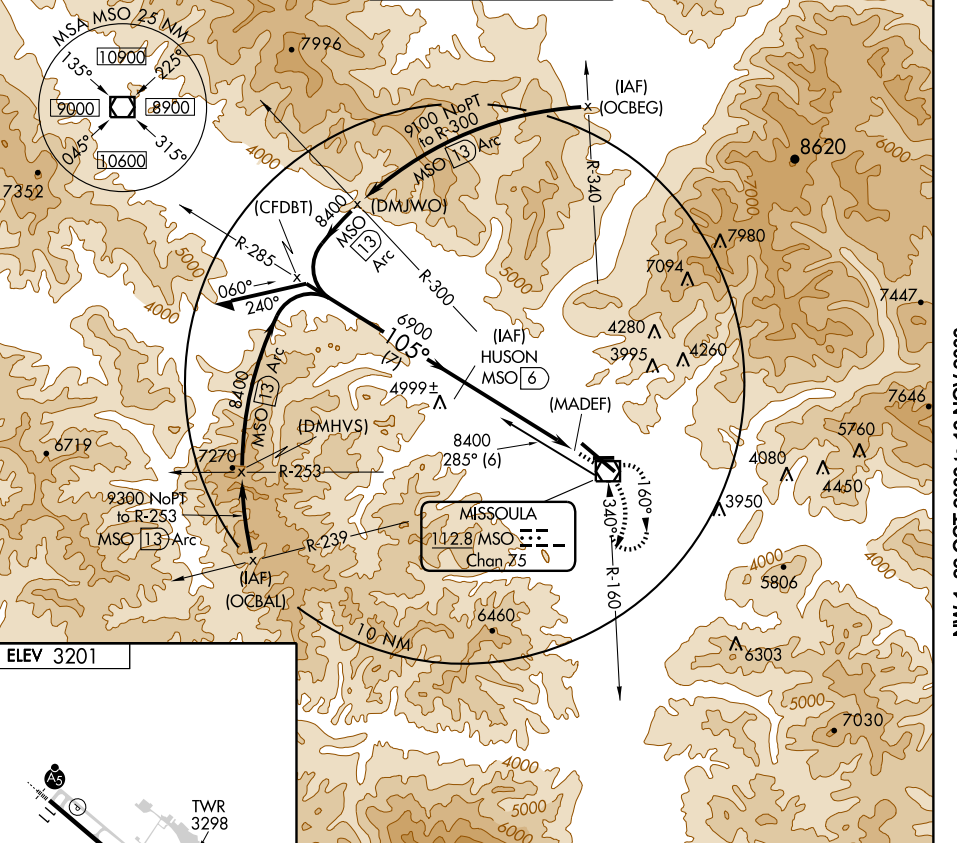 MSA MSO 25 NM
135°
10900
225°
9000
8900
045°
10600
315°
7996
7352
4000
(IAF)
(OCBEG)
9100 NoPT
to R-300
MSO 13 Arc
R-340
8620
6000
7000
7980
7094
7447
(CFDBT)
8400
MSO
13
Arc
(DMJWO)
R-285
R-300
5000
5000
060°
240°
4000
6900
105°
(7)
(IAF)
HUSON
MSO 6
4280
3995
4260
7646
8400
MSO 13 Arc
4999±
(MADEF)
(DMHVS)
6719
7270
R-253
8400
285° (6)
5760
4080
4450
9300 NoPT
to R-253
MSO 13 Arc
160°
340°
3950
MISSOULA
112.8 MSO
Chan 75
R-239
(IAF)
(OCBAL)
R-160
4000
5806
4000
6460
10 NM
6303
ELEV 3201
5000
7030
4000
5000
6000
A5
P
TWR
3298